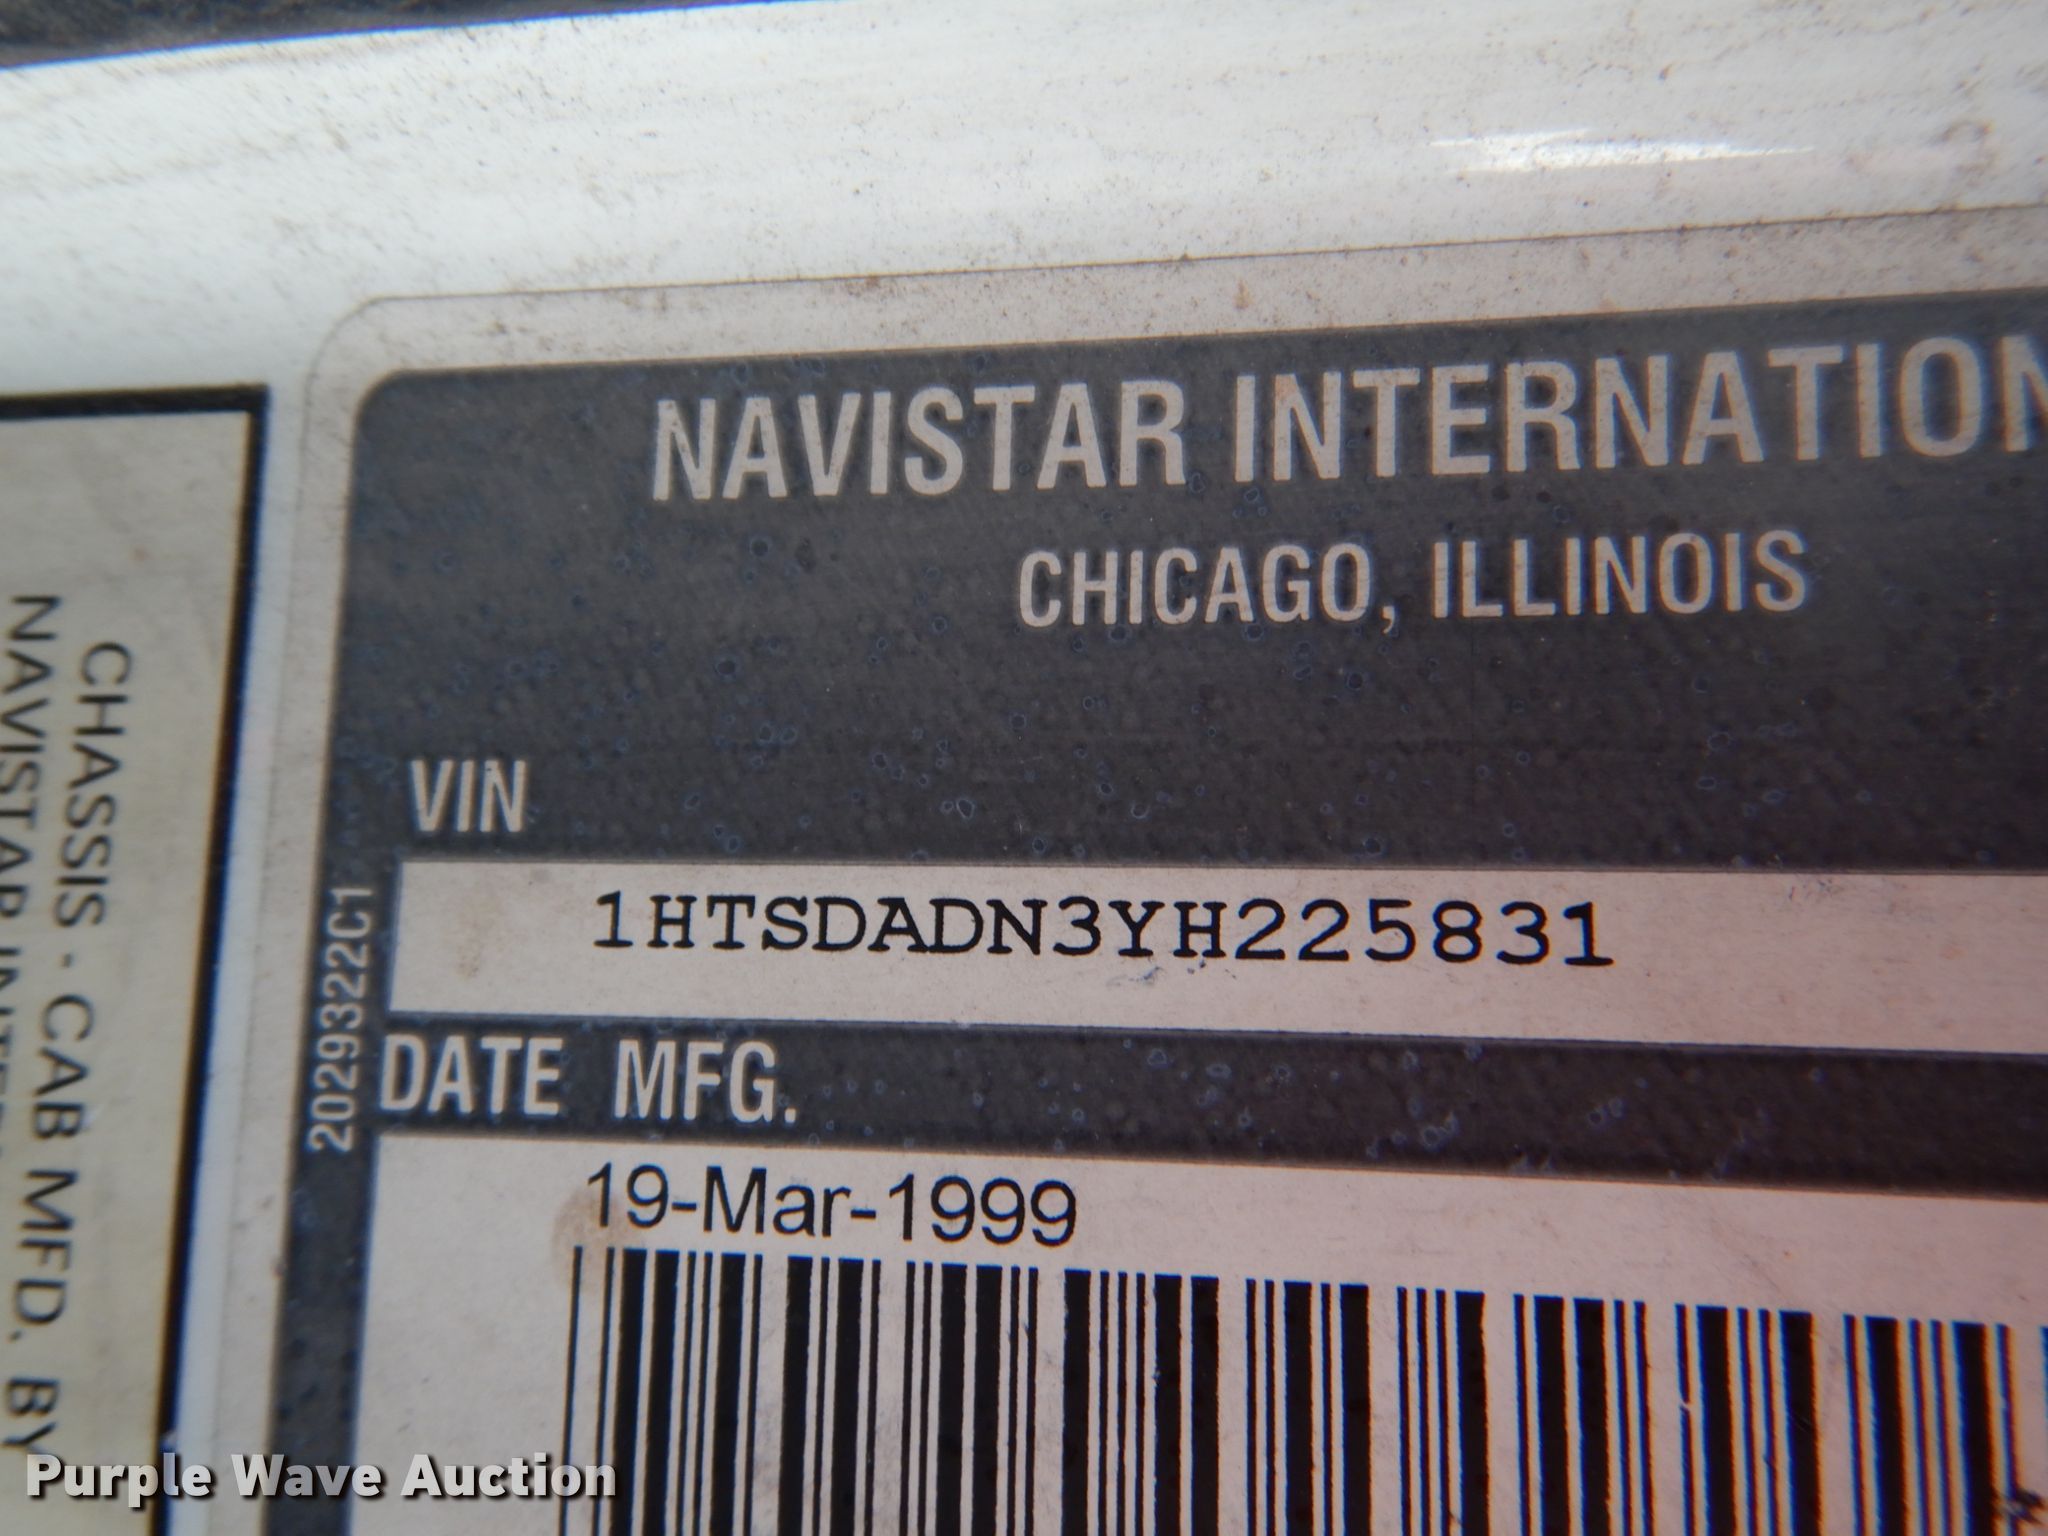 NAVISTAR INTERNATION
CHICAGO, ILLINOIS
VIN
1HTSDADN3YH225831
DATE MFG.
19-Mar-1999
2029322C1
CHASSIS - CAB MFD. BY
NAVISTAR INTE
Purple Wave Auction